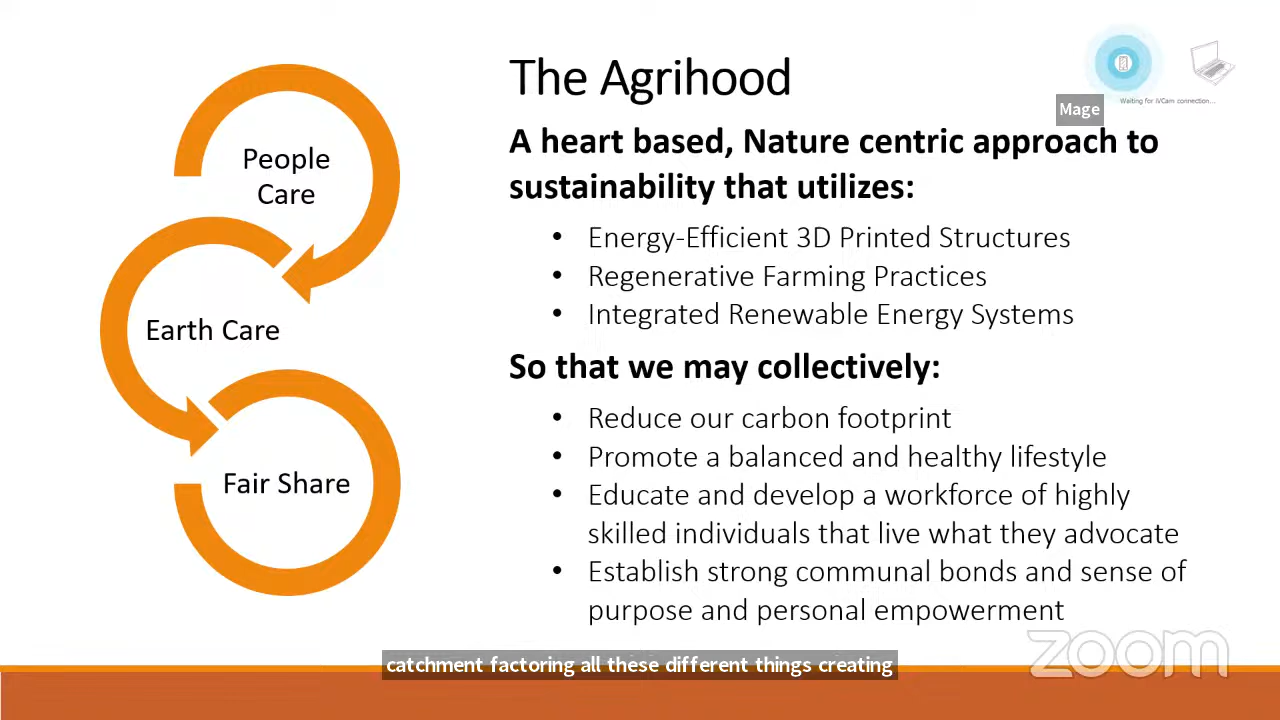 The Agrihood
Waiting for iVCam connection...
Mage
A heart based, Nature centric approach to
sustainability that utilizes:
• Energy-Efficient 3D Printed Structures
• Regenerative Farming Practices
• Integrated Renewable Energy Systems
So that we may collectively:
• Reduce our carbon footprint
• Promote a balanced and healthy lifestyle
• Educate and develop a workforce of highly
skilled individuals that live what they advocate
• Establish strong communal bonds and sense of
purpose and personal empowerment
People
Care
Earth Care
Fair Share
zoom
catchment factoring all these different things creating